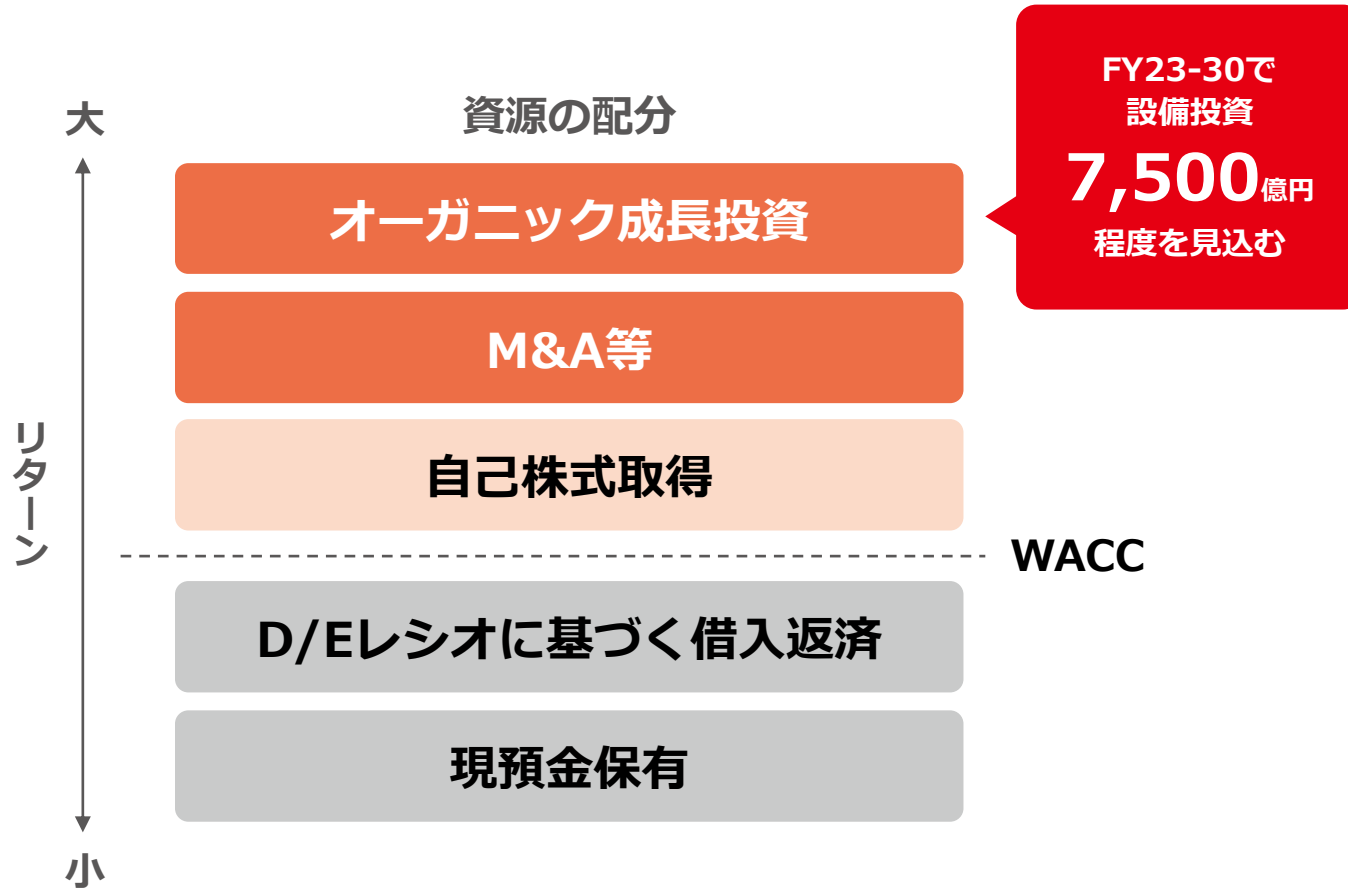 資源の配分
大
リターン
小
オーガニック成長投資
M&A等
自己株式取得
WACC
D/Eレシオに基づく借入返済
現預金保有
FY23-30で
設備投資
7,500億円
程度を見込む